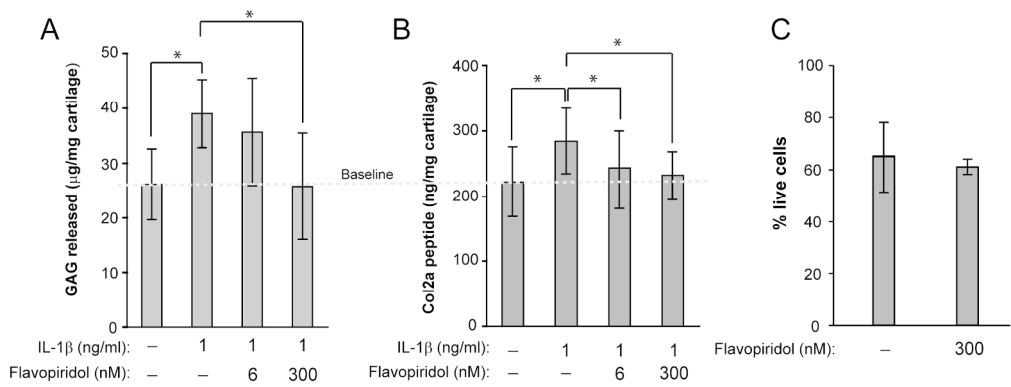 A
GAG released (μg/mg cartilage)
50
40
30
20
10
0
*
*
Baseline
IL-1β (ng/ml): – 1 1 1
Flavopiridol (nM): – – 6 300
B
Col2a peptide (ng/mg cartilage)
400
300
200
100
0
*
*
*
IL-1β (ng/ml): – 1 1 1
Flavopiridol (nM): – – 6 300
C
% live cells
100
80
60
40
20
0
Flavopiridol (nM): – 300